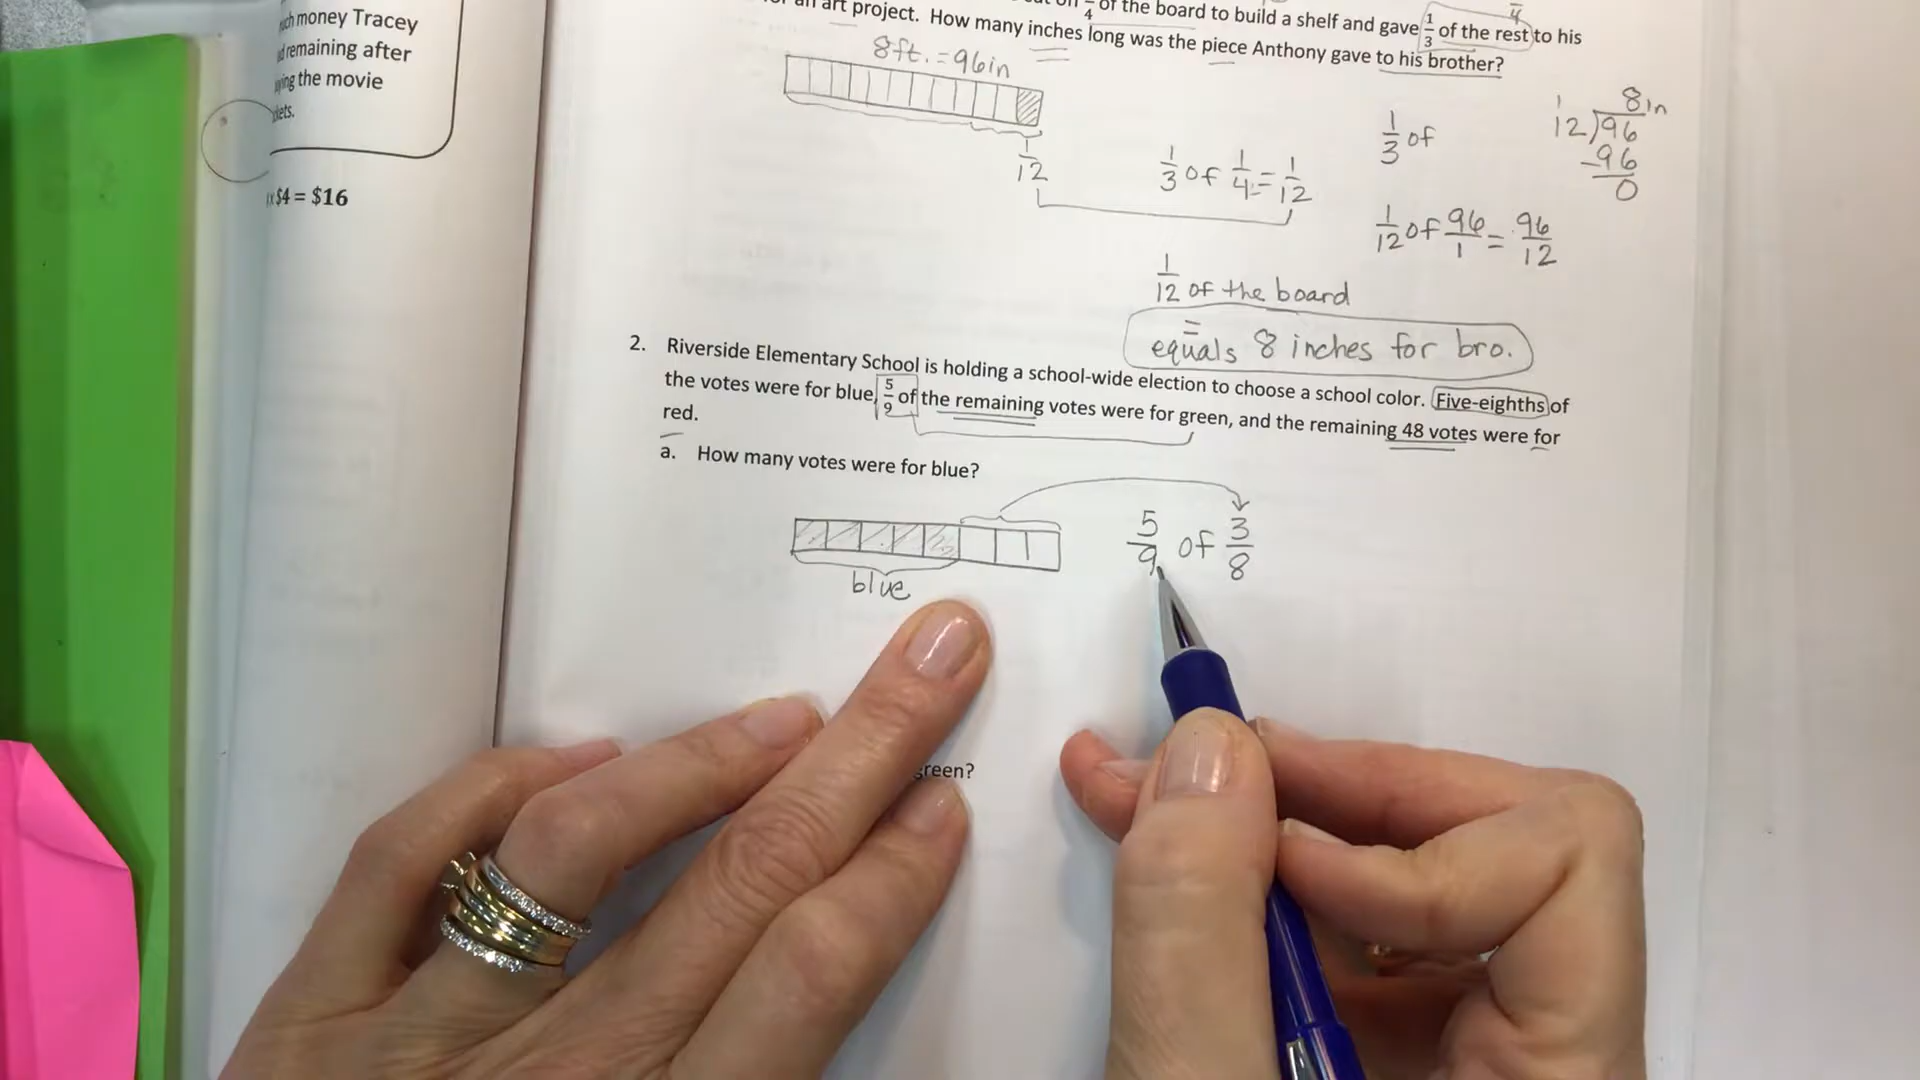 money Tracey
remaining after
the movie
x $4 = $16
of the board to build a shelf and gave 1/3 of the rest to his
art project. How many inches long was the piece Anthony gave to his brother?
4
8ft. = 96in
1/12
1/3 of 1/4 = 1/12
1/3 of
8in
12)96
-96
0
1/12 of 96/1 = 96/12
1/12 of the board
=
equals 8 inches for bro.
2. Riverside Elementary School is holding a school-wide election to choose a school color. Five-eighths of
the votes were for blue, 5/9 of the remaining votes were for green, and the remaining 48 votes were for
red.
a. How many votes were for blue?
5/9 of 3/8
blue
green?